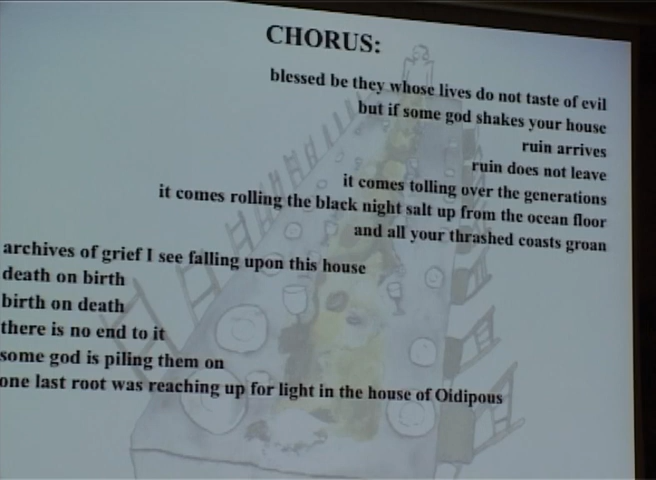 CHORUS:
blessed be they whose lives do not taste of evil
but if some god shakes your house
ruin arrives
ruin does not leave
it comes tolling over the generations
it comes rolling the black night salt up from the ocean floor
and all your thrashed coasts groan
archives of grief I see falling upon this house
death on birth
birth on death
there is no end to it
some god is piling them on
one last root was reaching up for light in the house of Oidipous